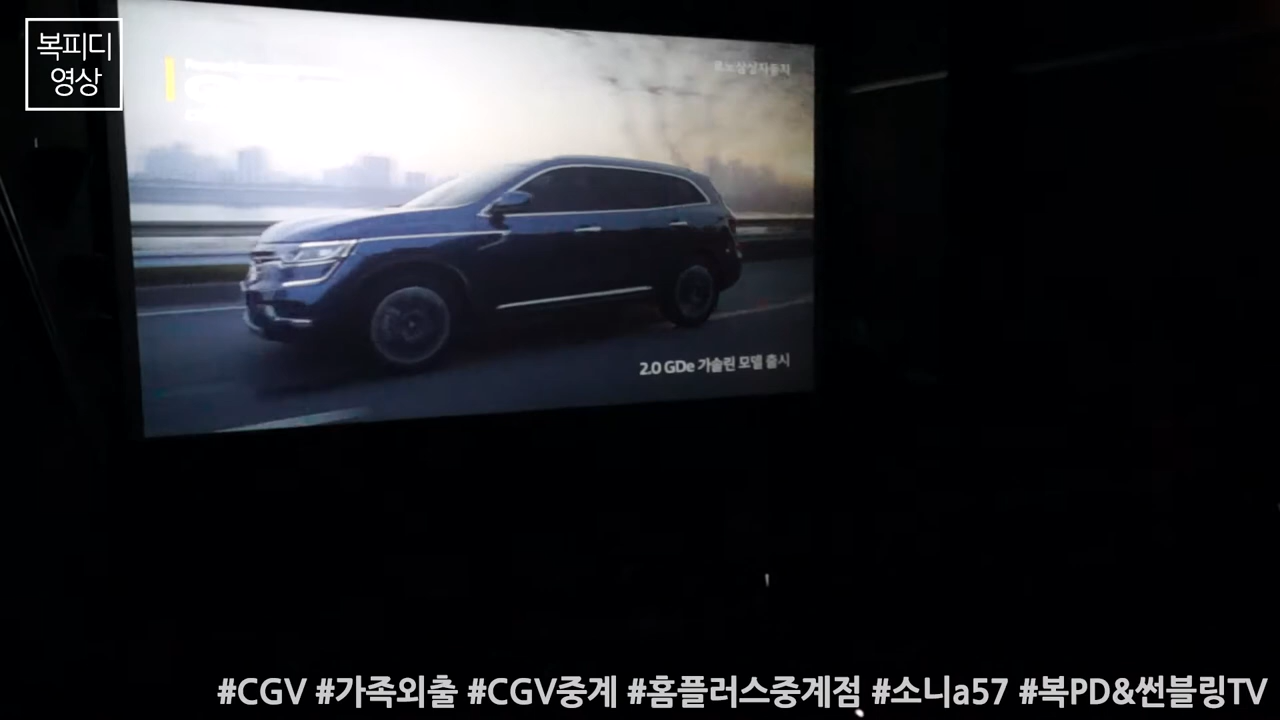 복피디
영상
르노삼성자동차
2.0 GDe 가솔린 모델 출시
#CGV #가족외출 #CGV중계 #홈플러스중계점 #소니a57 #복PD&썬블링TV